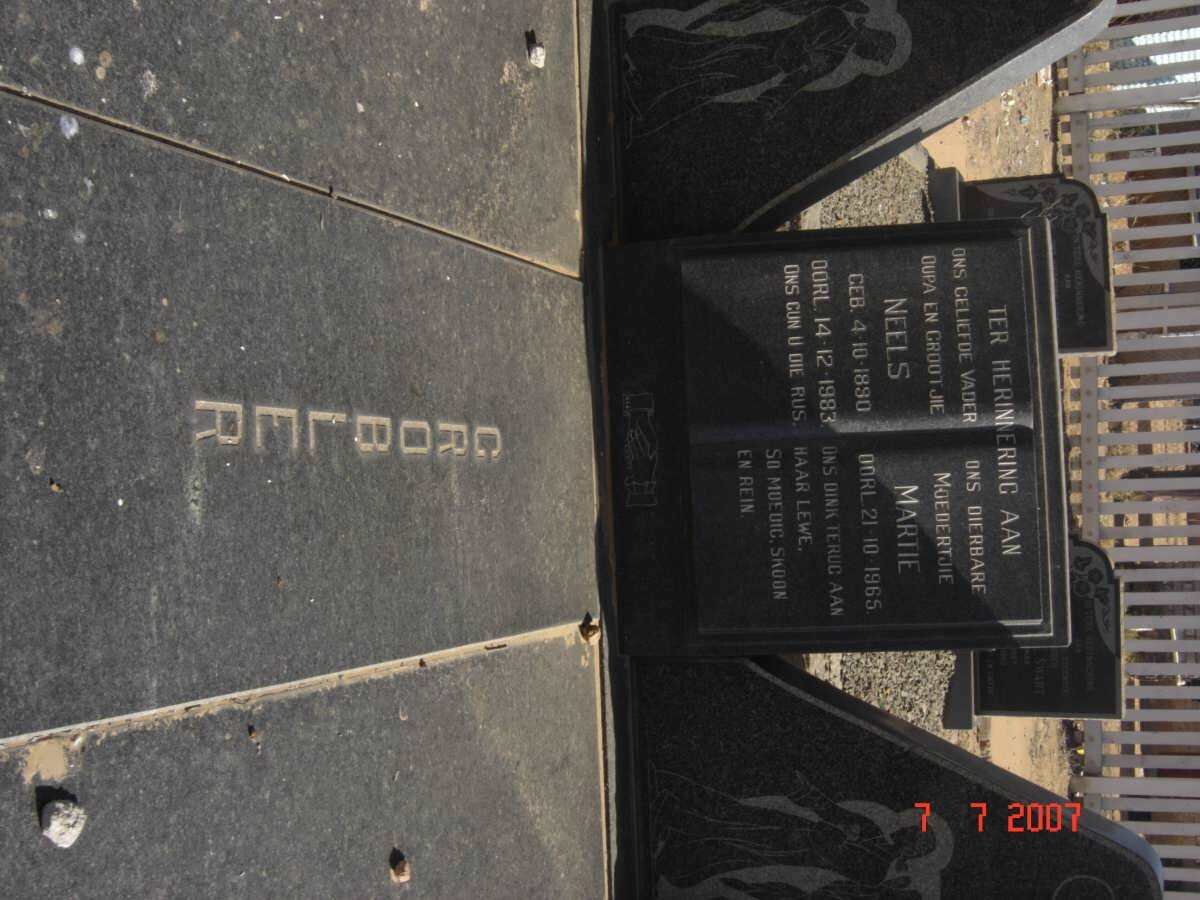 TER HERINNERING AAN
ONS GELIEFDE VADER
OUPA EN GROOTJIE
NEELS
GEB. 4·10·1890
OORL. 14·12·1983.
ONS GUN U DIE RUS.
ONS DIERBARE
MOEDERTJIE
MARTIE
OORL. 21·10·1965.
ONS DINK TERUG AAN
HAAR LEWE,
SO MOEDIG, SKOON
EN REIN.
G
R
O
B
L
E
R
7 7 2007